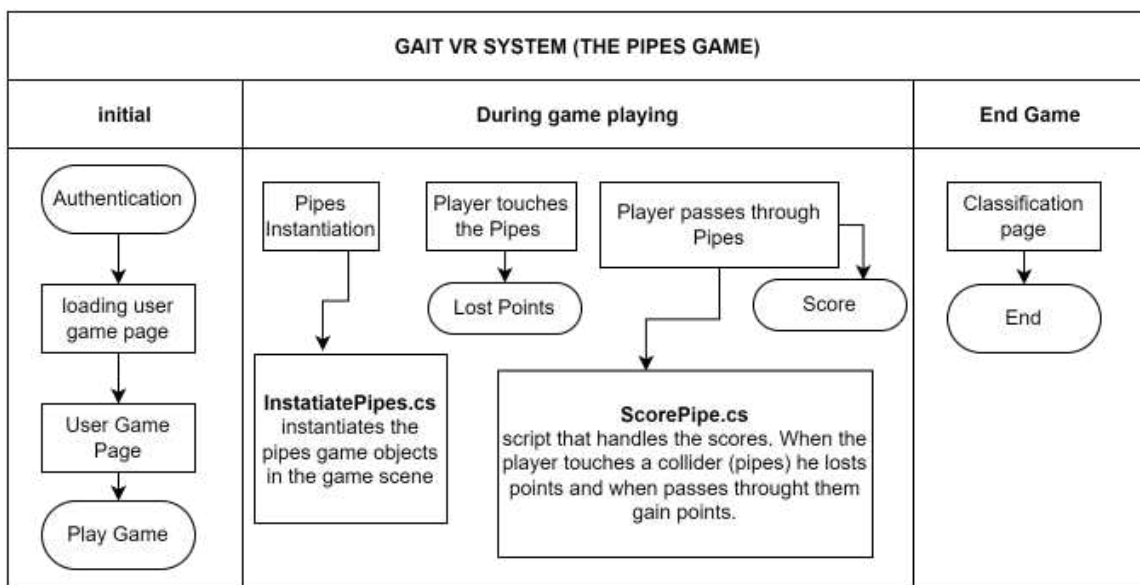 GAIT VR SYSTEM (THE PIPES GAME)
initial
During game playing
End Game
Authentication
loading user
game page
User Game
Page
Play Game
Pipes
Instantiation
InstatiatePipes.cs
instantiates the
pipes game objects
in the game scene
Player touches
the Pipes
Lost Points
Player passes through
Pipes
Score
ScorePipe.cs
script that handles the scores. When the
player touches a collider (pipes) he losts
points and when passes throught them
gain points.
Classification
page
End